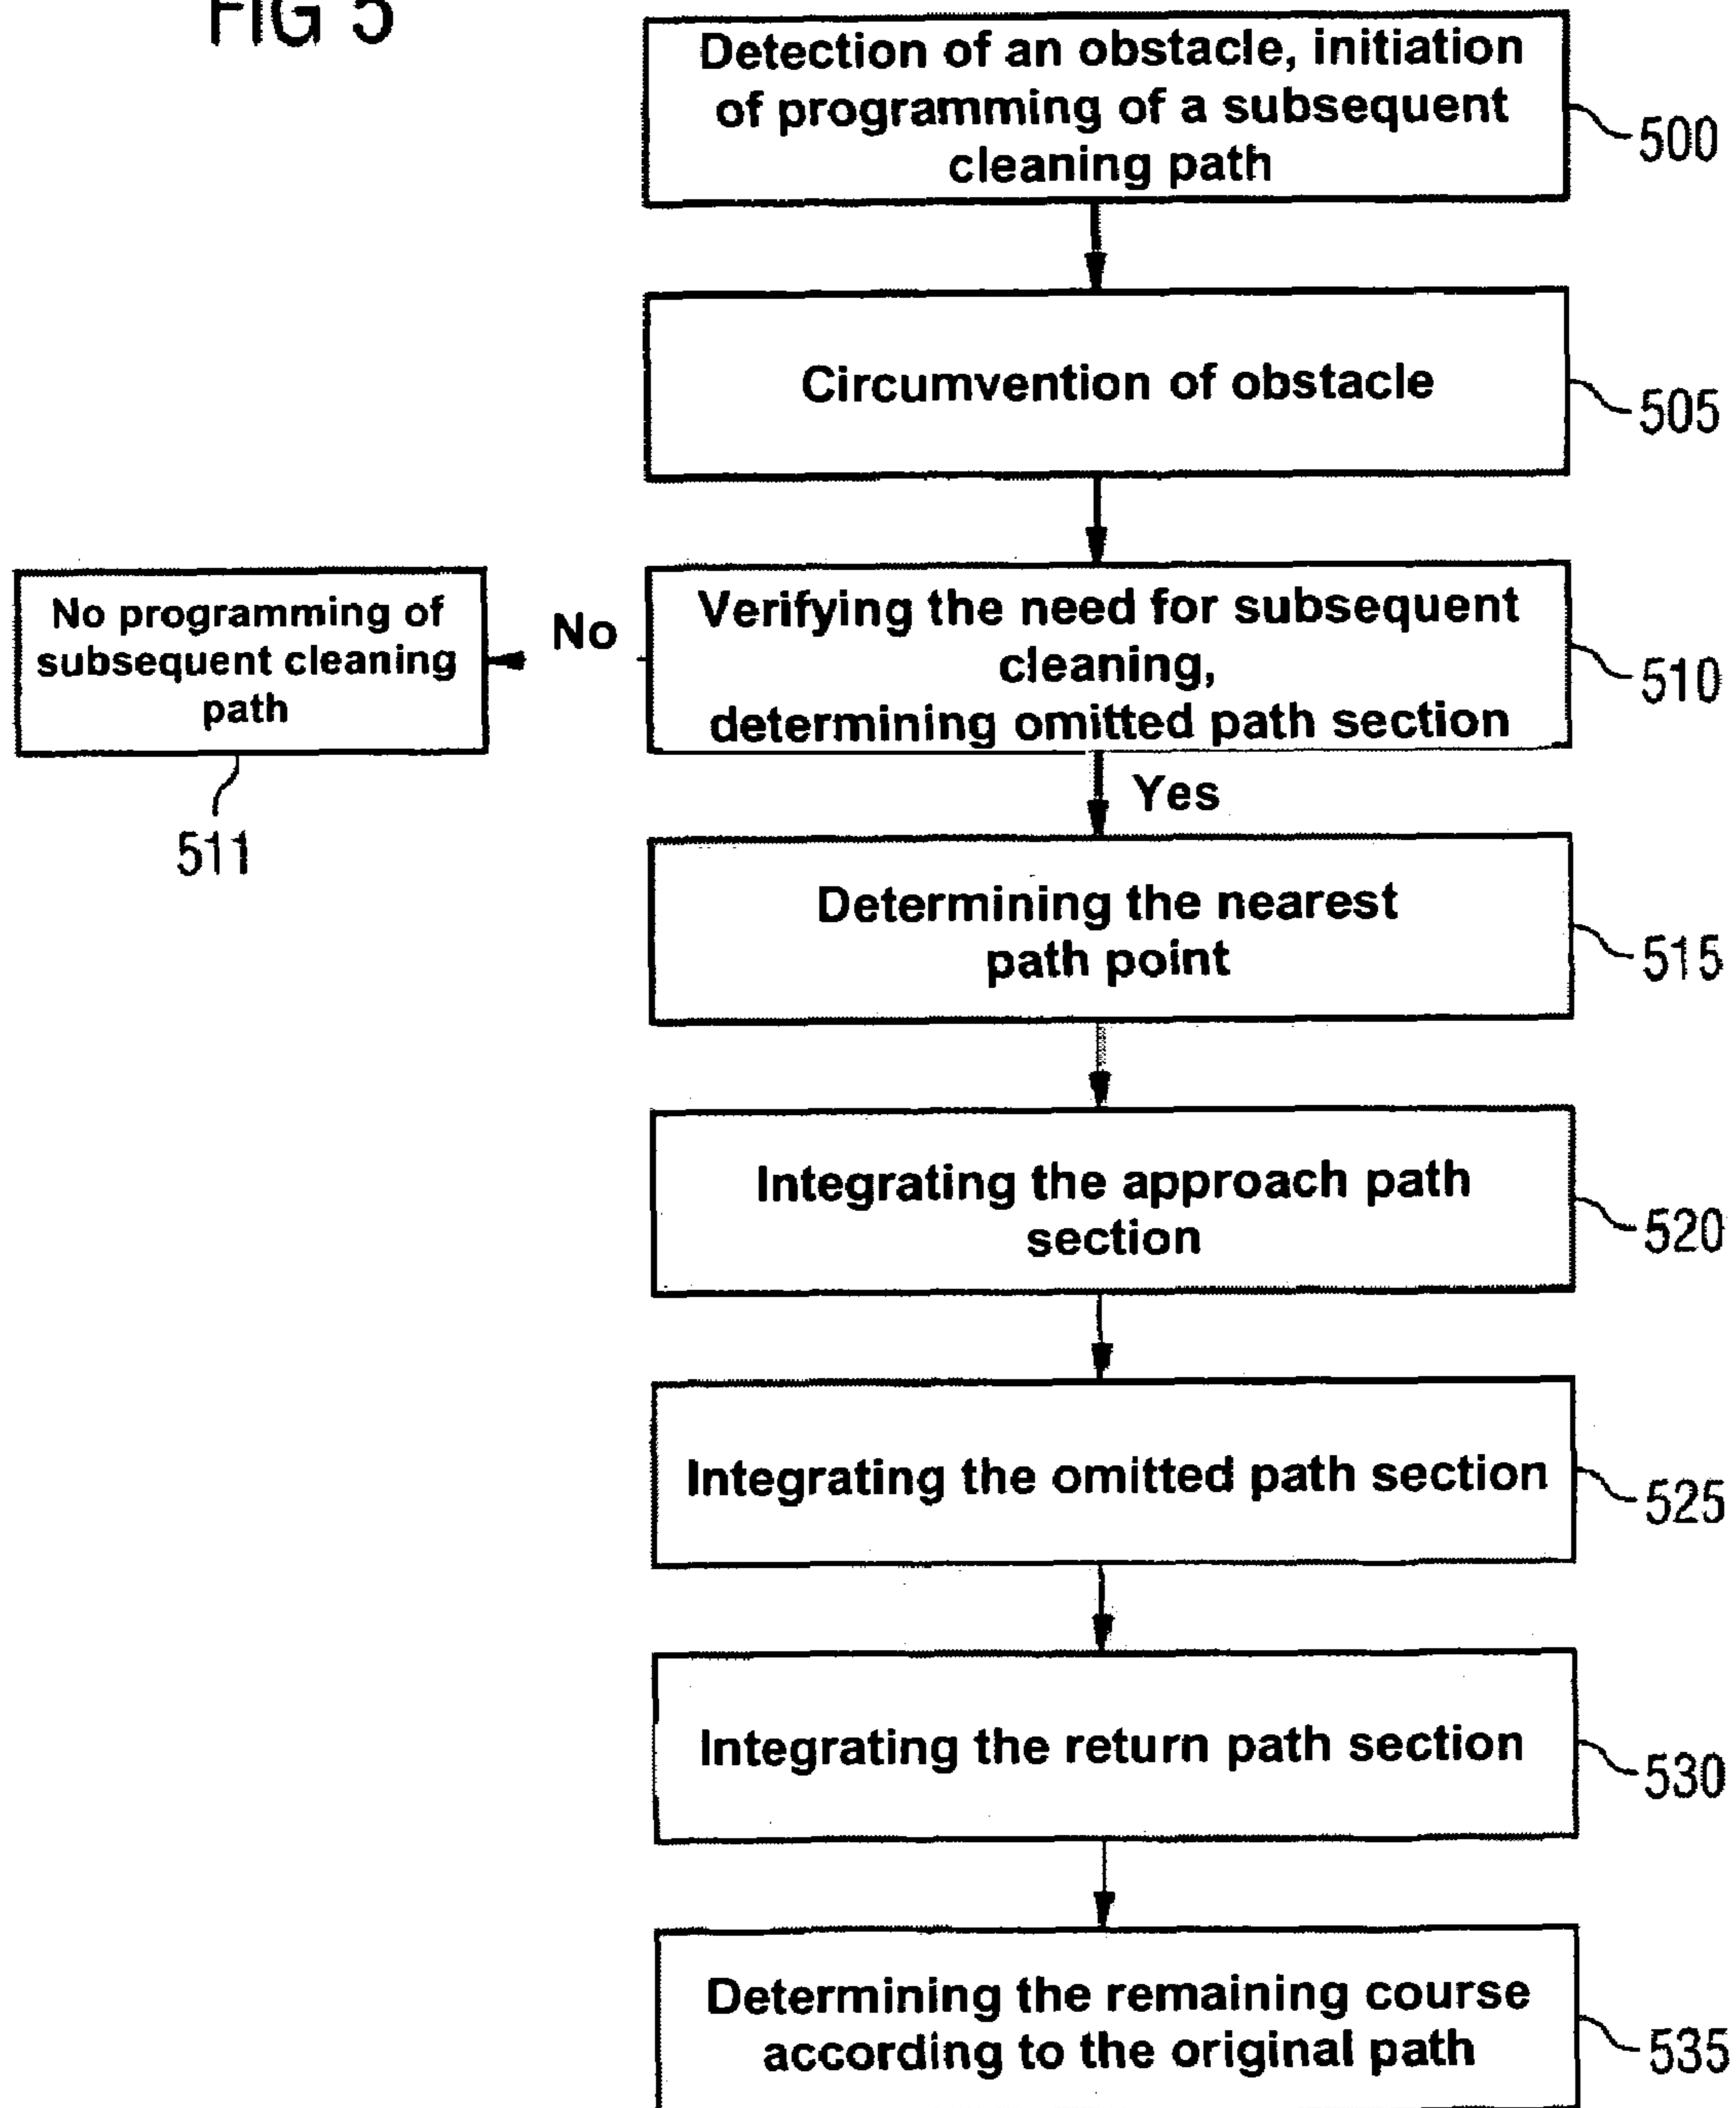 FIG 5
Detection of an obstacle, initiation
of programming of a subsequent
cleaning path
500
Circumvention of obstacle
505
Verifying the need for subsequent
cleaning,
determining omitted path section
510
No
No programming of
subsequent cleaning
path
511
Yes
Determining the nearest
path point
515
Integrating the approach path
section
520
Integrating the omitted path section
525
Integrating the return path section
530
Determining the remaining course
according to the original path
535